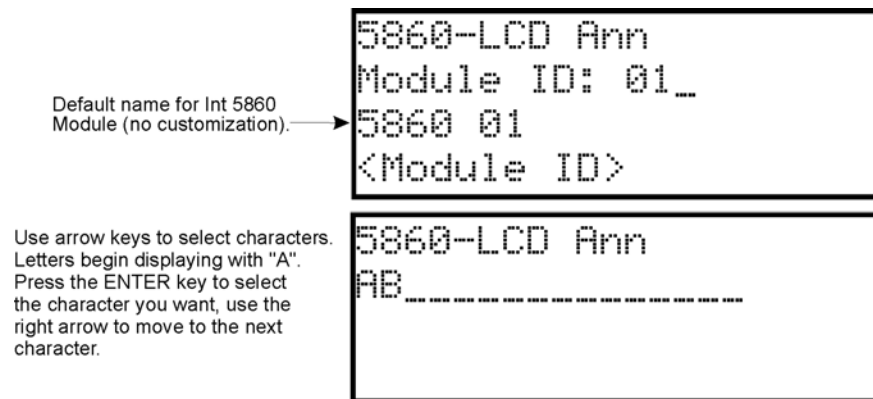 5860-LCD Ann
Module ID: 01_
Default name for Int 5860
Module (no customization).
5860 01
<Module ID>
Use arrow keys to select characters.
Letters begin displaying with "A".
Press the ENTER key to select
the character you want, use the
right arrow to move to the next
character.
5860-LCD Ann
AB______________